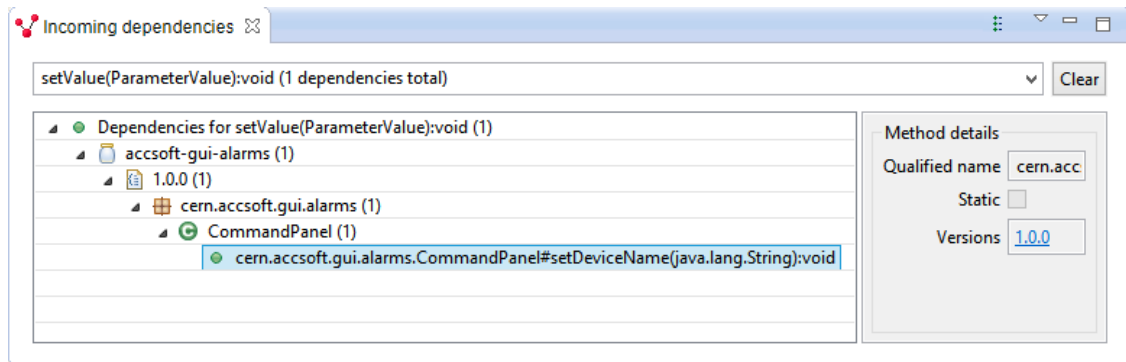 Incoming dependencies
setValue(ParameterValue):void (1 dependencies total)
Clear
Dependencies for setValue(ParameterValue):void (1)
accsoft-gui-alarms (1)
1.0.0 (1)
cern.accsoft.gui.alarms (1)
CommandPanel (1)
cern.accsoft.gui.alarms.CommandPanel#setDeviceName(java.lang.String):void
Method details
Qualified name cern.acc
Static
Versions 1.0.0